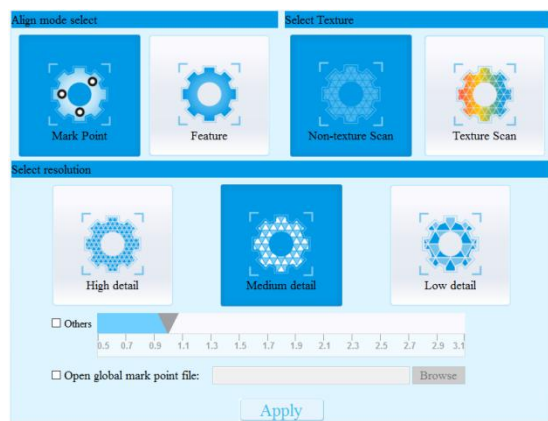 Align mode select
Select Texture
Mark Point
Feature
Non-texture Scan
Texture Scan
Select resolution
High detail
Medium detail
Low detail
Others
0.5 0.7 0.9 1.1 1.3 1.5 1.7 1.9 2.1 2.3 2.5 2.7 2.9 3.1
Open global mark point file:
Browse
Apply